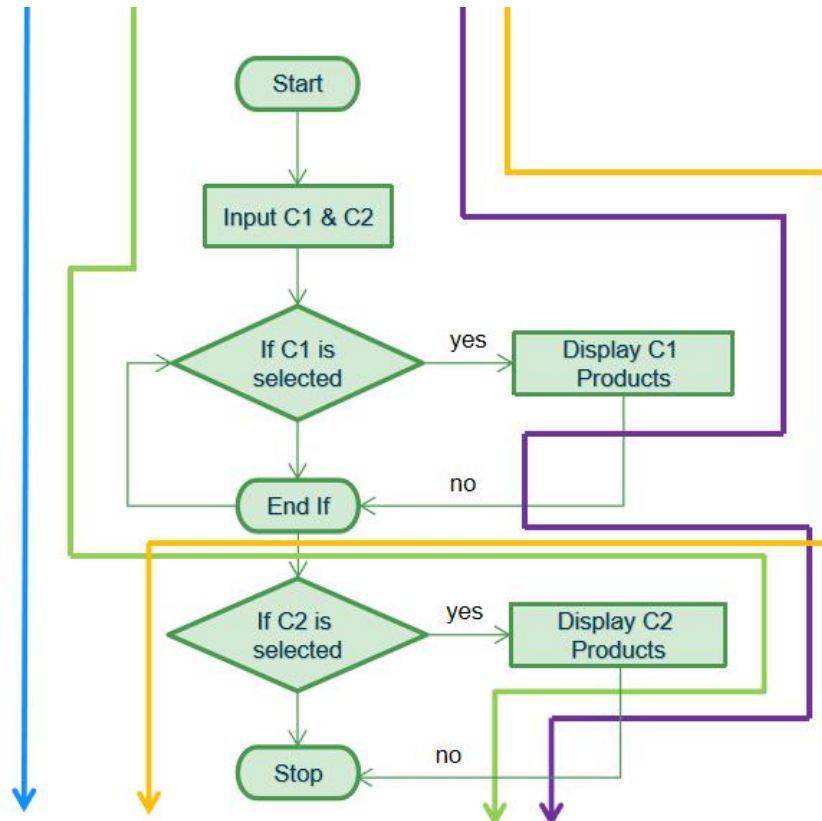 Start
Input C1 & C2
If C1 is
selected
yes
Display C1
Products
no
End If
If C2 is
selected
yes
Display C2
Products
no
Stop